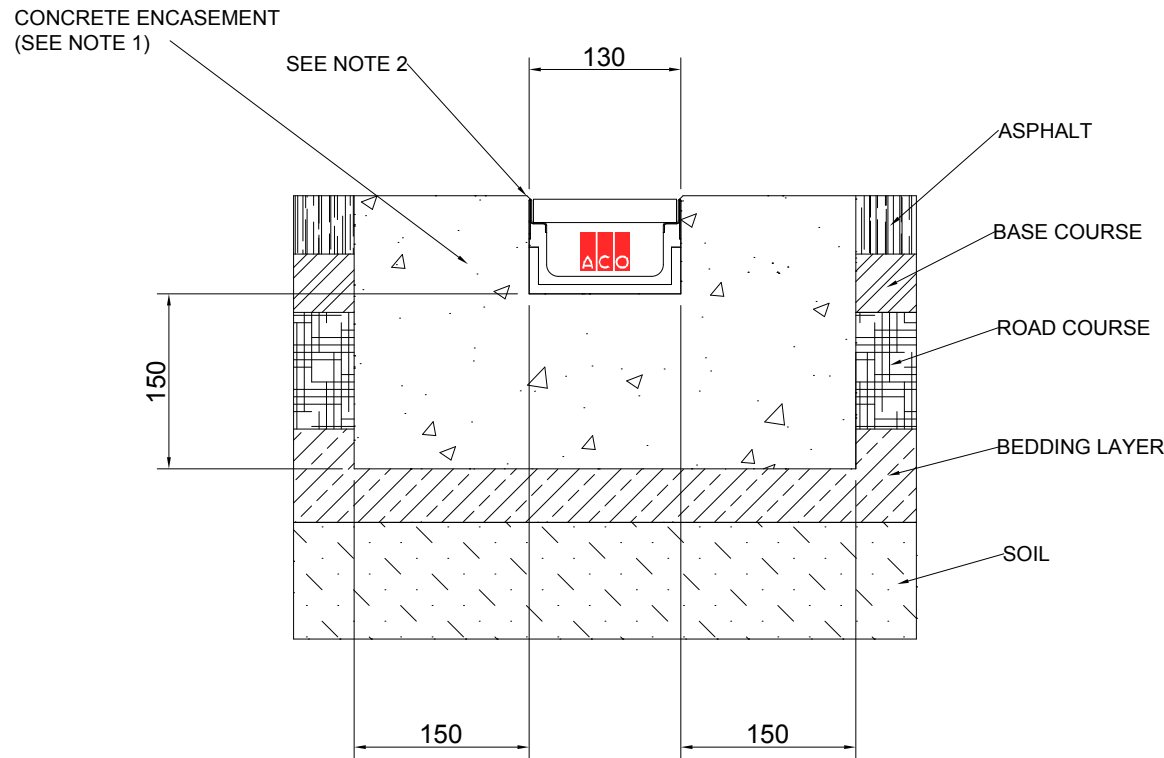 CONCRETE ENCASEMENT
(SEE NOTE 1)
SEE NOTE 2
130
ASPHALT
BASE COURSE
ACO
ROAD COURSE
150
BEDDING LAYER
SOIL
150
150